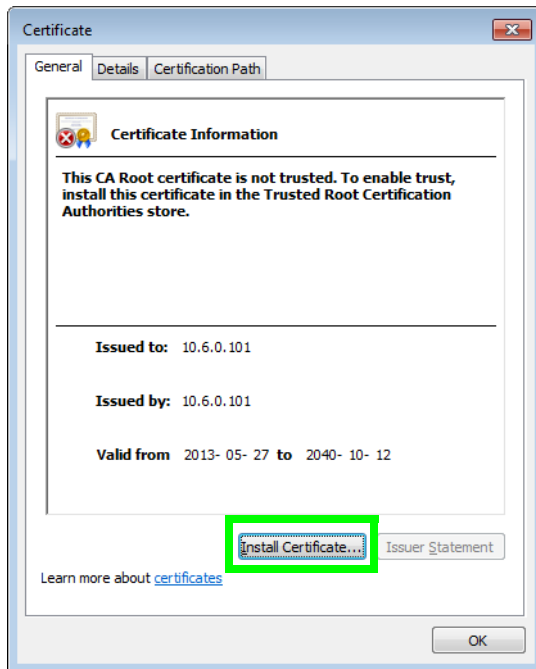 Certificate
General Details Certification Path
Certificate Information
This CA Root certificate is not trusted. To enable trust,
install this certificate in the Trusted Root Certification
Authorities store.
Issued to: 10.6.0.101
Issued by: 10.6.0.101
Valid from 2013- 05- 27 to 2040- 10- 12
Install Certificate... Issuer Statement
Learn more about certificates
OK